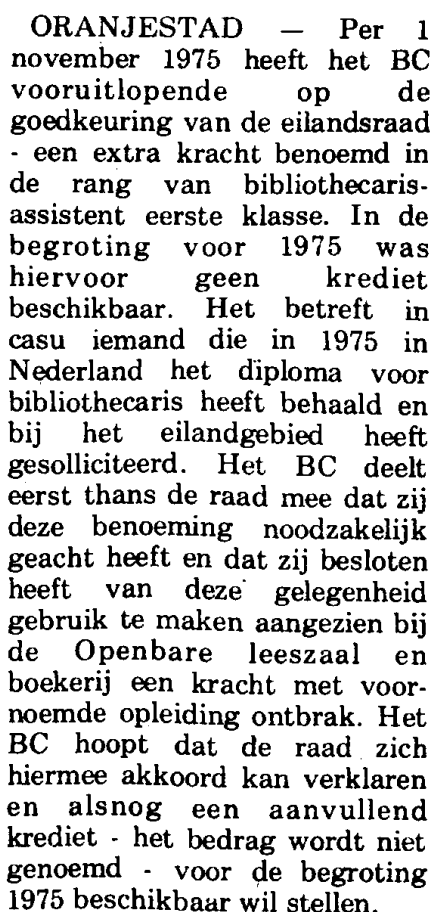 ORANJESTAD — Per 1
november 1975 heeft het BC
vooruitlopende op de
goedkeuring van de eilandsraad
- een extra kracht benoemd in
de rang van bibliothecaris-
assistent eerste klasse. In de
begroting voor 1975 was
hiervoor geen krediet
beschikbaar. Het betreft in
casu iemand die in 1975 in
Nederland het diploma voor
bibliothecaris heeft behaald en
bij het eilandgebied heeft
gesolliciteerd. Het BC deelt
eerst thans de raad mee dat zij
deze benoeming noodzakelijk
geacht heeft en dat zij besloten
heeft van deze gelegenheid
gebruik te maken aangezien bij
de Openbare leeszaal en
boekerij een kracht met voor-
noemde opleiding ontbrak. Het
BC hoopt dat de raad zich
hiermee akkoord kan verklaren
en alsnog een aanvullend
krediet - het bedrag wordt niet
genoemd - voor de begroting
1975 beschikbaar wil stellen.